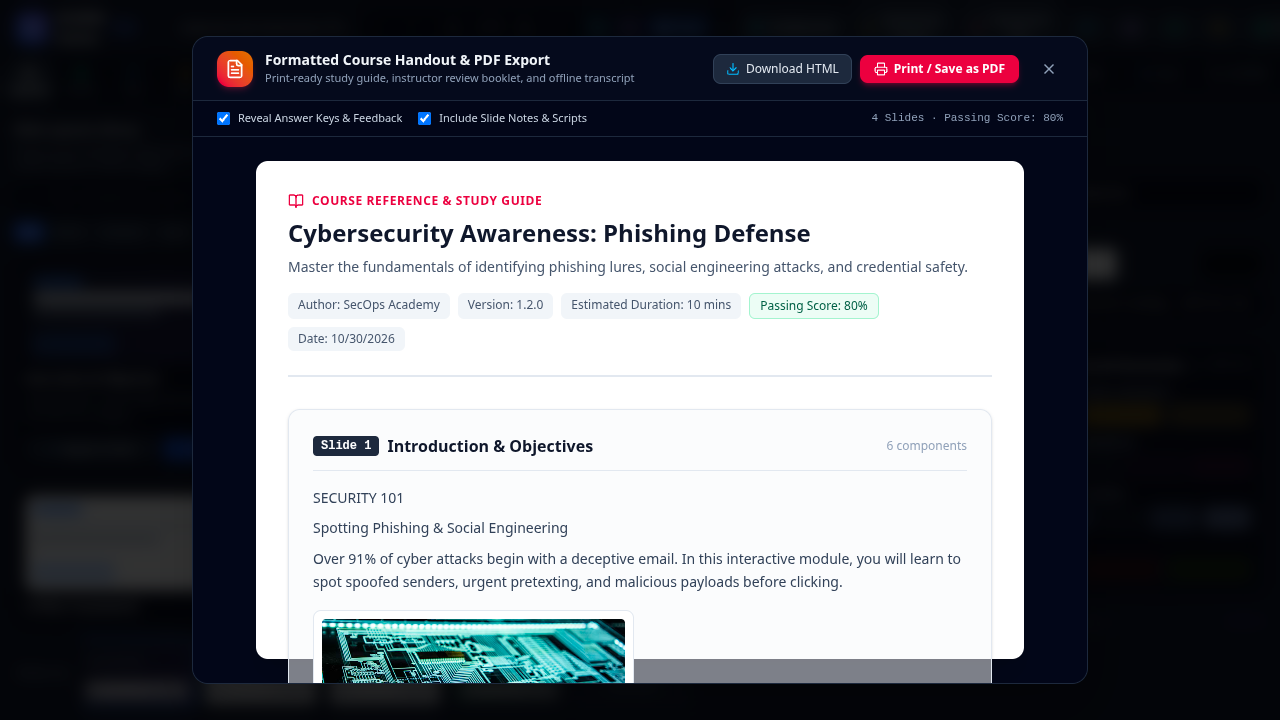 Formatted Course Handout & PDF Export
Print-ready study guide, instructor review booklet, and offline transcript
Download HTML
Print / Save as PDF
Reveal Answer Keys & Feedback
Include Slide Notes & Scripts
4 Slides · Passing Score: 80%
COURSE REFERENCE & STUDY GUIDE
Cybersecurity Awareness: Phishing Defense
Master the fundamentals of identifying phishing lures, social engineering attacks, and credential safety.
Author: SecOps Academy
Version: 1.2.0
Estimated Duration: 10 mins
Passing Score: 80%
Date: 10/30/2026
Slide 1
Introduction & Objectives
6 components
SECURITY 101
Spotting Phishing & Social Engineering
Over 91% of cyber attacks begin with a deceptive email. In this interactive module, you will learn to
spot spoofed senders, urgent pretexting, and malicious payloads before clicking.